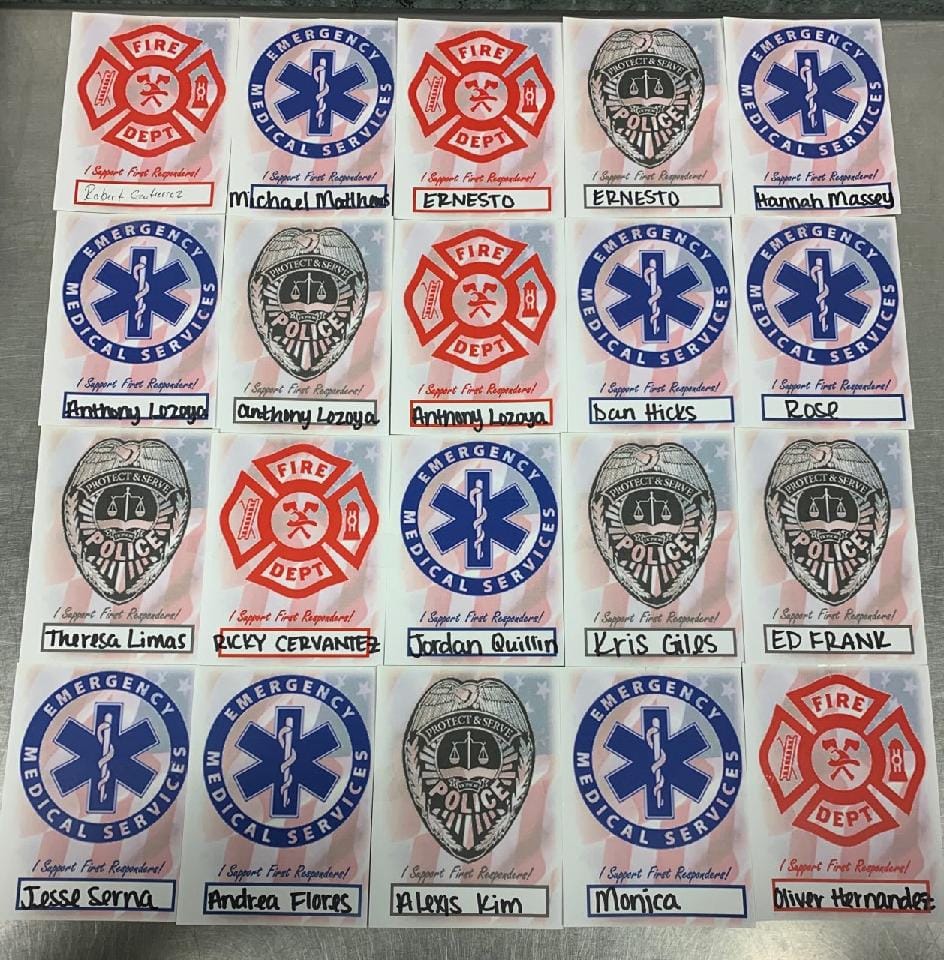 FIRE
DEPT
I Support First Responders!
Robert Gutierrez
EMERGENCY
MEDICAL SERVICES
I Support First Responders!
Michael Matthews
FIRE
DEPT
I Support First Responders!
ERNESTO
PROTECT & SERVE
POLICE
I Support First Responders!
ERNESTO
EMERGENCY
MEDICAL SERVICES
I Support First Responders!
Hannah Massey
EMERGENCY
MEDICAL SERVICES
I Support First Responders!
Anthony Lozoya
PROTECT & SERVE
POLICE
I Support First Responders!
anthony Lozoya
FIRE
DEPT
I Support First Responders!
Anthony Lozoya
EMERGENCY
MEDICAL SERVICES
I Support First Responders!
Dan Hicks
EMERGENCY
MEDICAL SERVICES
I Support First Responders!
Rose
PROTECT & SERVE
POLICE
I Support First Responders!
Theresa Limas
FIRE
DEPT
I Support First Responders!
RICKY CERVANTEZ
EMERGENCY
MEDICAL SERVICES
I Support First Responders!
Jordan Quillin
PROTECT & SERVE
POLICE
I Support First Responders!
Kris Giles
PROTECT & SERVE
POLICE
I Support First Responders!
ED FRANK
EMERGENCY
MEDICAL SERVICES
I Support First Responders!
Jesse Serna
EMERGENCY
MEDICAL SERVICES
I Support First Responders!
Andrea Flores
PROTECT & SERVE
POLICE
I Support First Responders!
Alexis Kim
EMERGENCY
MEDICAL SERVICES
I Support First Responders!
Monica
FIRE
DEPT
I Support First Responders!
Oliver Hernandez